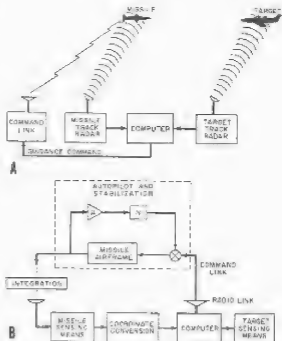 MISSILE
TARGET
COMMAND
LINK
MISSILE
TRACK
RADAR
COMPUTER
TARGET
TRACK
RADAR
GUIDANCE COMMAND
A
AUTOPILOT AND
STABILIZATION
MISSILE
AIRFRAME
COMMAND
LINK
INTEGRATION
RADIO LINK
B
MISSILE
SENSING
MEANS
COORDINATE
CONVERSION
COMPUTER
TARGET
SENSING
MEANS